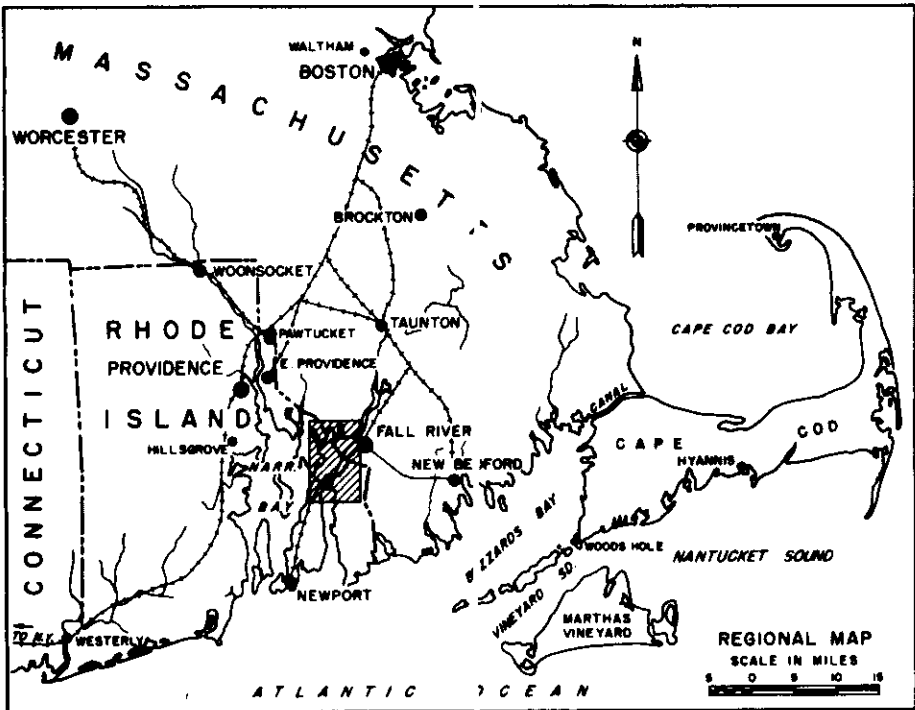 WALTHAM
BOSTON
MASSACHUSETTS
N
WORCESTER
BROCKTON
PROVINCETOWN
WOONSOCKET
CONNECTICUT
RHODE
ISLAND
PAWTUCKET
TAUNTON
CAPE COD BAY
PROVIDENCE
E. PROVIDENCE
CANAL
FALL RIVER
CAPE COD
HILLSGROVE
NARR.
BAY
NEW BEDFORD
HYANNIS
BUZZARDS BAY
WOODS HOLE
NANTUCKET SOUND
VINEYARD SD.
NEWPORT
MARTHAS
VINEYARD
TO N.Y.
WESTERLY
REGIONAL MAP
SCALE IN MILES
5 0 5 10 15
ATLANTIC OCEAN